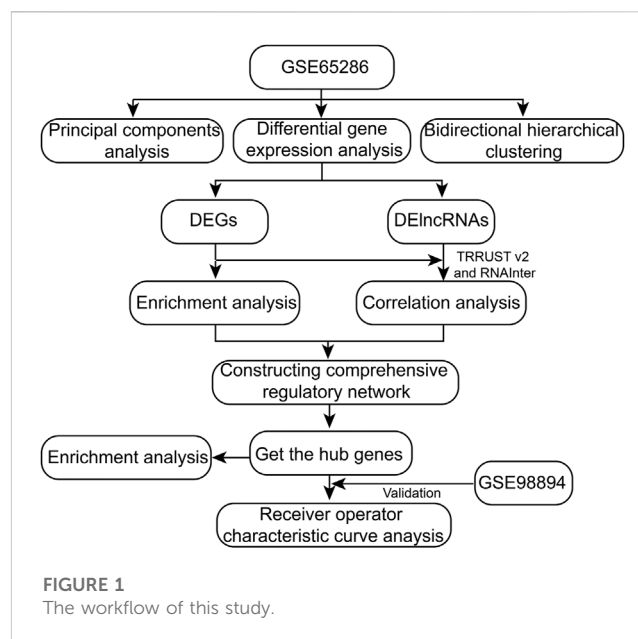 GSE65286
Principal components
analysis
Differential gene
expression analysis
Bidirectional hierarchical
clustering
DEGs
DElncRNAs
TRRUST v2
and RNAInter
Enrichment analysis
Correlation analysis
Constructing comprehensive
regulatory network
Enrichment analysis
Get the hub genes
GSE98894
Validation
Receiver operator
characteristic curve anaysis
FIGURE 1
The workflow of this study.